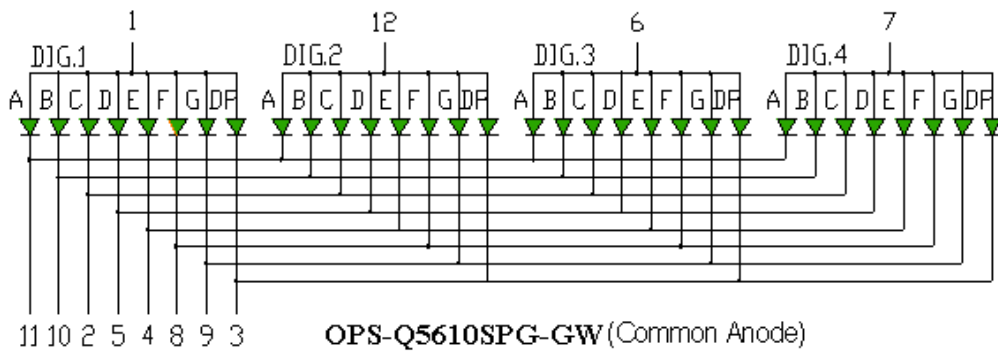 1 12 6 7
DIG.1 DIG.2 DIG.3 DIG.4
A B C D E F G DP A B C D E F G DP A B C D E F G DP A B C D E F G DP
11 10 2 5 4 8 9 3 OPS-Q5610SPG-GW (Common Anode)